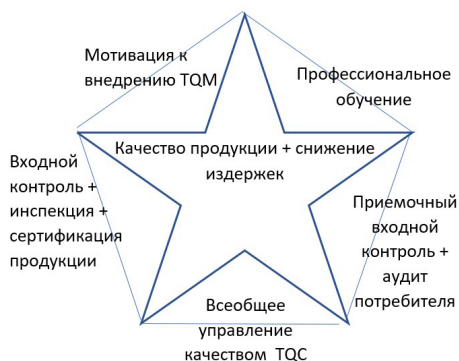 Мотивация к
внедрению TQM
Профессиональное
обучение
Качество продукции + снижение
издержек
Входной
контроль +
инспекция +
сертификация
продукции
Приемочный
входной
контроль +
аудит
потребителя
Всеобщее
управление
качеством TQC